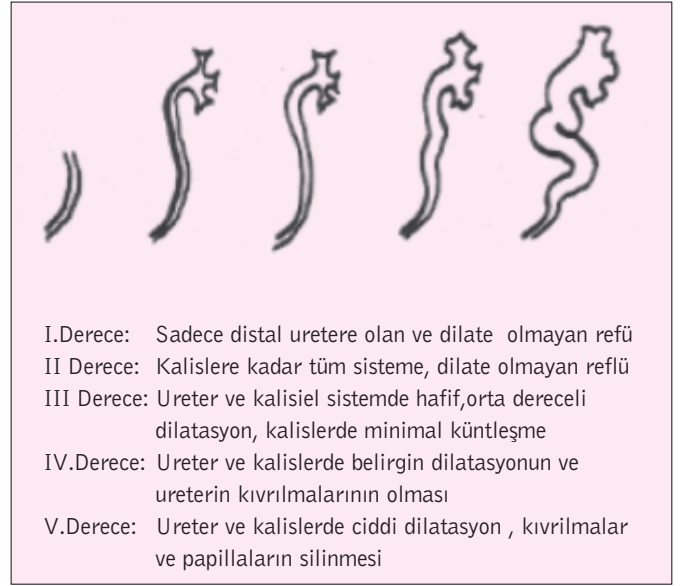 I.Derece: Sadece distal uretere olan ve dilate olmayan refü
II Derece: Kalislere kadar tüm sisteme, dilate olmayan reflü
III Derece: Ureter ve kalisiel sistemde hafif,orta dereceli
dilatasyon, kalislerde minimal küntleşme
IV.Derece: Ureter ve kalislerde belirgin dilatasyonun ve
ureterin kıvrılmalarının olması
V.Derece: Ureter ve kalislerde ciddi dilatasyon , kıvrilmalar
ve papillaların silinmesi